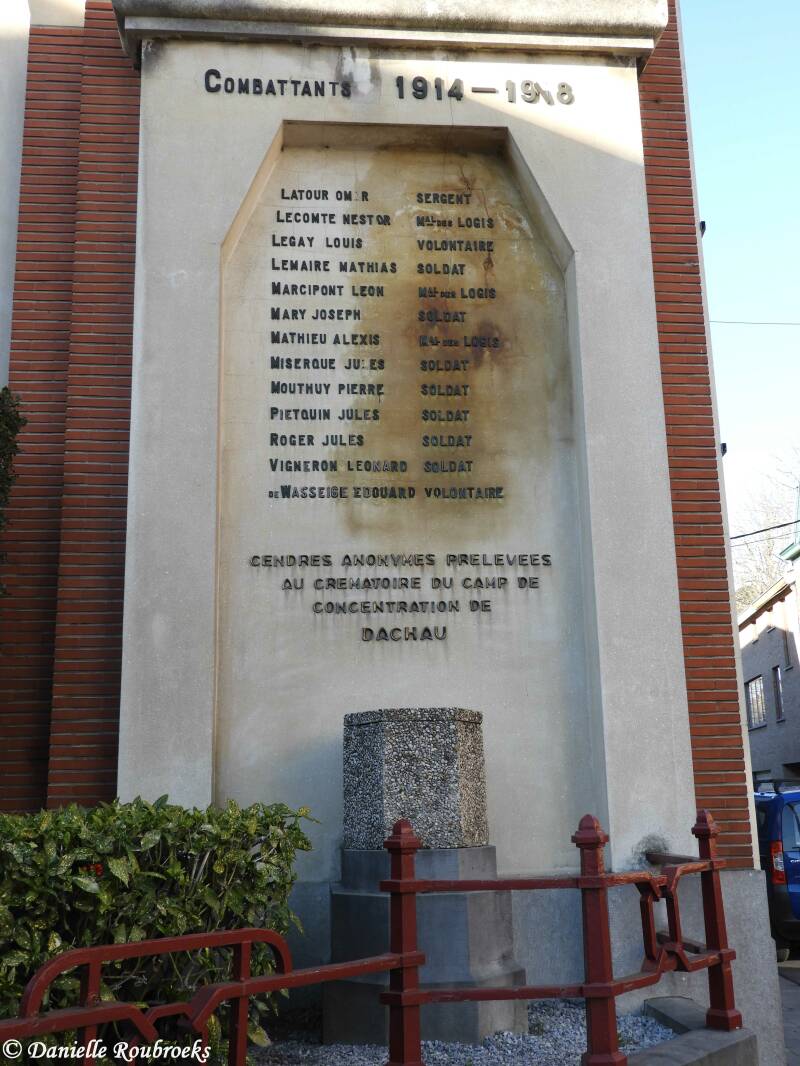 COMBATTANTS 1914-1918
LATOUR OMER SERGENT
LECOMTE NESTOR MAL DES LOGIS
LEGAY LOUIS VOLONTAIRE
LEMAIRE MATHIAS SOLDAT
MARCIPONT LEON MAL DES LOGIS
MARY JOSEPH SOLDAT
MATHIEU ALEXIS MAL DES LOGIS
MISERQUE JULES SOLDAT
MOUTHUY PIERRE SOLDAT
PIETQUIN JULES SOLDAT
ROGER JULES SOLDAT
VIGNERON LEONARD SOLDAT
DE WASSEIGE EDOUARD VOLONTAIRE
CENDRES ANONYMES PRELEVEES
AU CREMATOIRE DU CAMP DE
CONCENTRATION DE
DACHAU
© Danielle Roubroeks